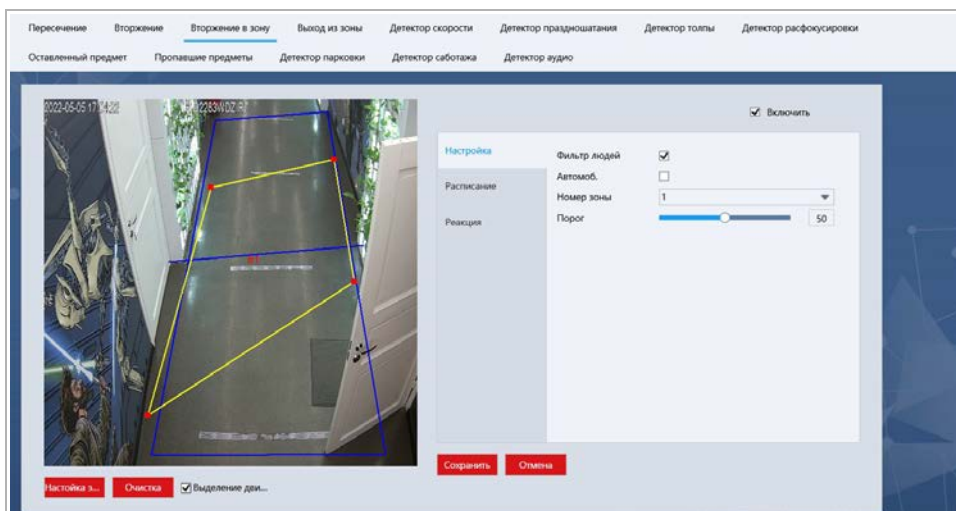 Пересечение Вторжение Вторжение в зону Выход из зоны Детектор скорости Детектор праздношатания Детектор толпы Детектор расфокусировки
Оставленный предмет Пропавшие предметы Детектор парковки Детектор саботажа Детектор аудио
2022-05-05 17
Включить
Настройка
Фильтр людей
Автомоб.
Расписание
Номер зоны 1
Реакция
Порог 50
Сохранить Отмена
Настойка з... Очистка Выделение дви...